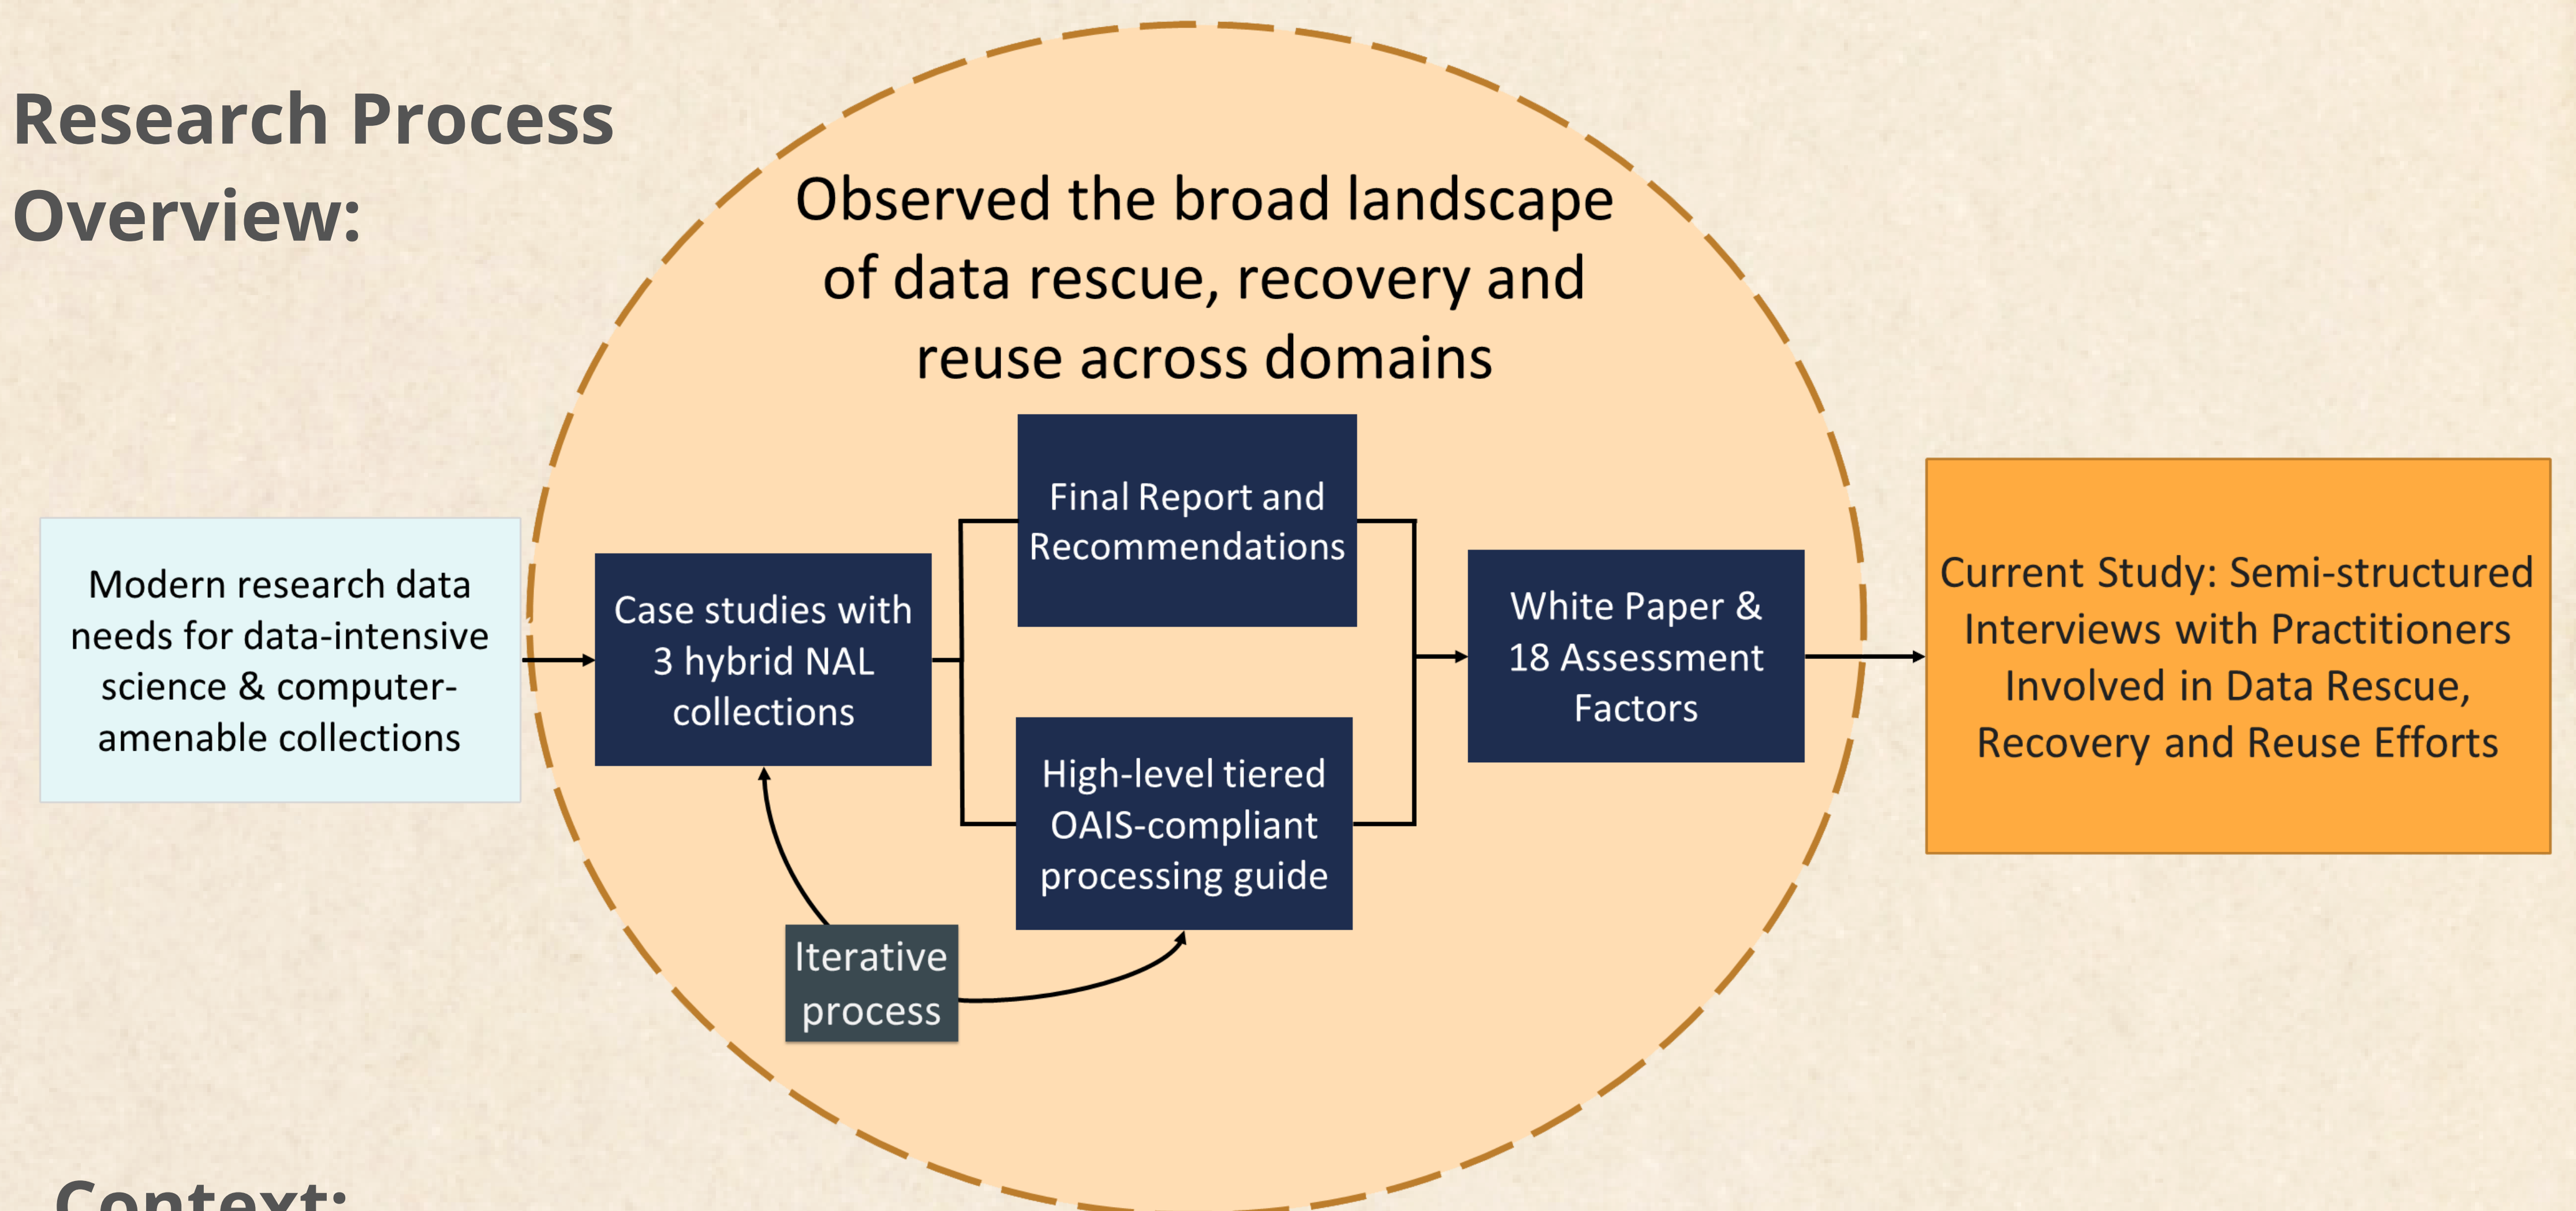 Research Process
Overview:
Observed the broad landscape
of data rescue, recovery and
reuse across domains
Modern research data
needs for data-intensive
science & computer-
amenable collections
Case studies with
3 hybrid NAL
collections
Final Report and
Recommendations
High-level tiered
OAIS-compliant
processing guide
Iterative
process
White Paper &
18 Assessment
Factors
Current Study: Semi-structured
Interviews with Practitioners
Involved in Data Rescue,
Recovery and Reuse Efforts
Context: